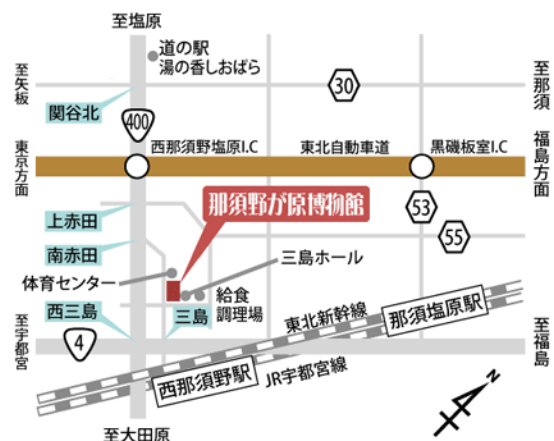 至塩原
道の駅
湯の香しおばら
至矢板
30
至那須
関谷北
400
東京方面
西那須野塩原I.C
東北自動車道
黒磯板室I.C
福島方面
那須野が原博物館
上赤田
53
55
南赤田
三島ホール
体育センター
給食
調理場
西三島
三島
東北新幹線
那須塩原駅
至宇都宮
4
至福島
西那須野駅
JR宇都宮線
N
至大田原